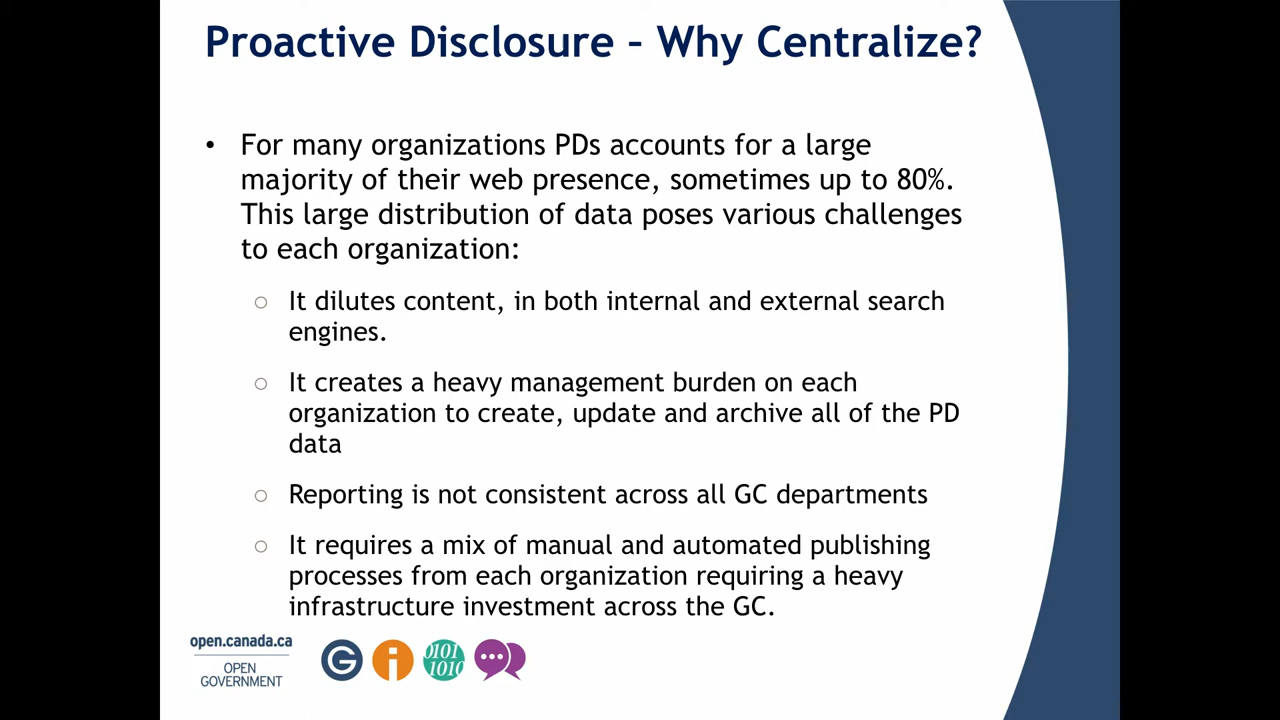 Proactive Disclosure – Why Centralize?
• For many organizations PDs accounts for a large
majority of their web presence, sometimes up to 80%.
This large distribution of data poses various challenges
to each organization:
○ It dilutes content, in both internal and external search
engines.
○ It creates a heavy management burden on each
organization to create, update and archive all of the PD
data
○ Reporting is not consistent across all GC departments
○ It requires a mix of manual and automated publishing
processes from each organization requiring a heavy
infrastructure investment across the GC.
open.canada.ca
OPEN
GOVERNMENT
G i 0101
1010